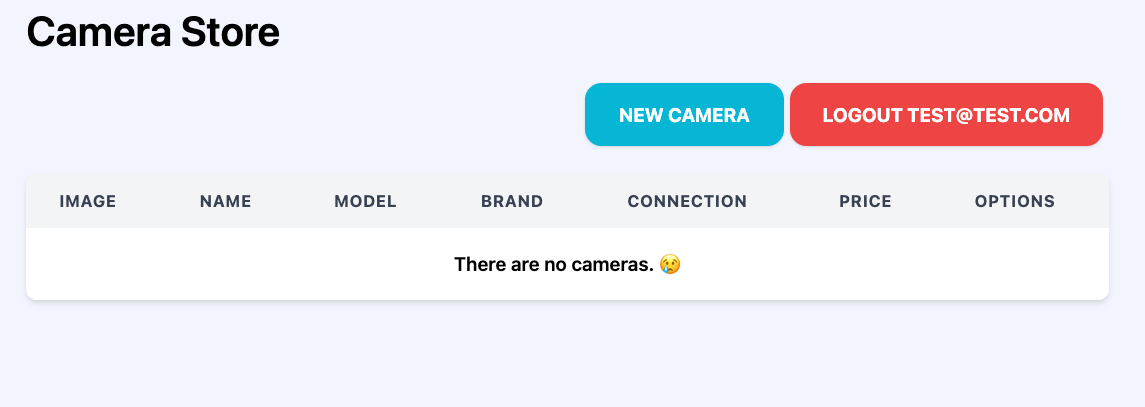 Camera Store
NEW CAMERA LOGOUT TEST@TEST.COM
IMAGE NAME MODEL BRAND CONNECTION PRICE OPTIONS
There are no cameras. 😢